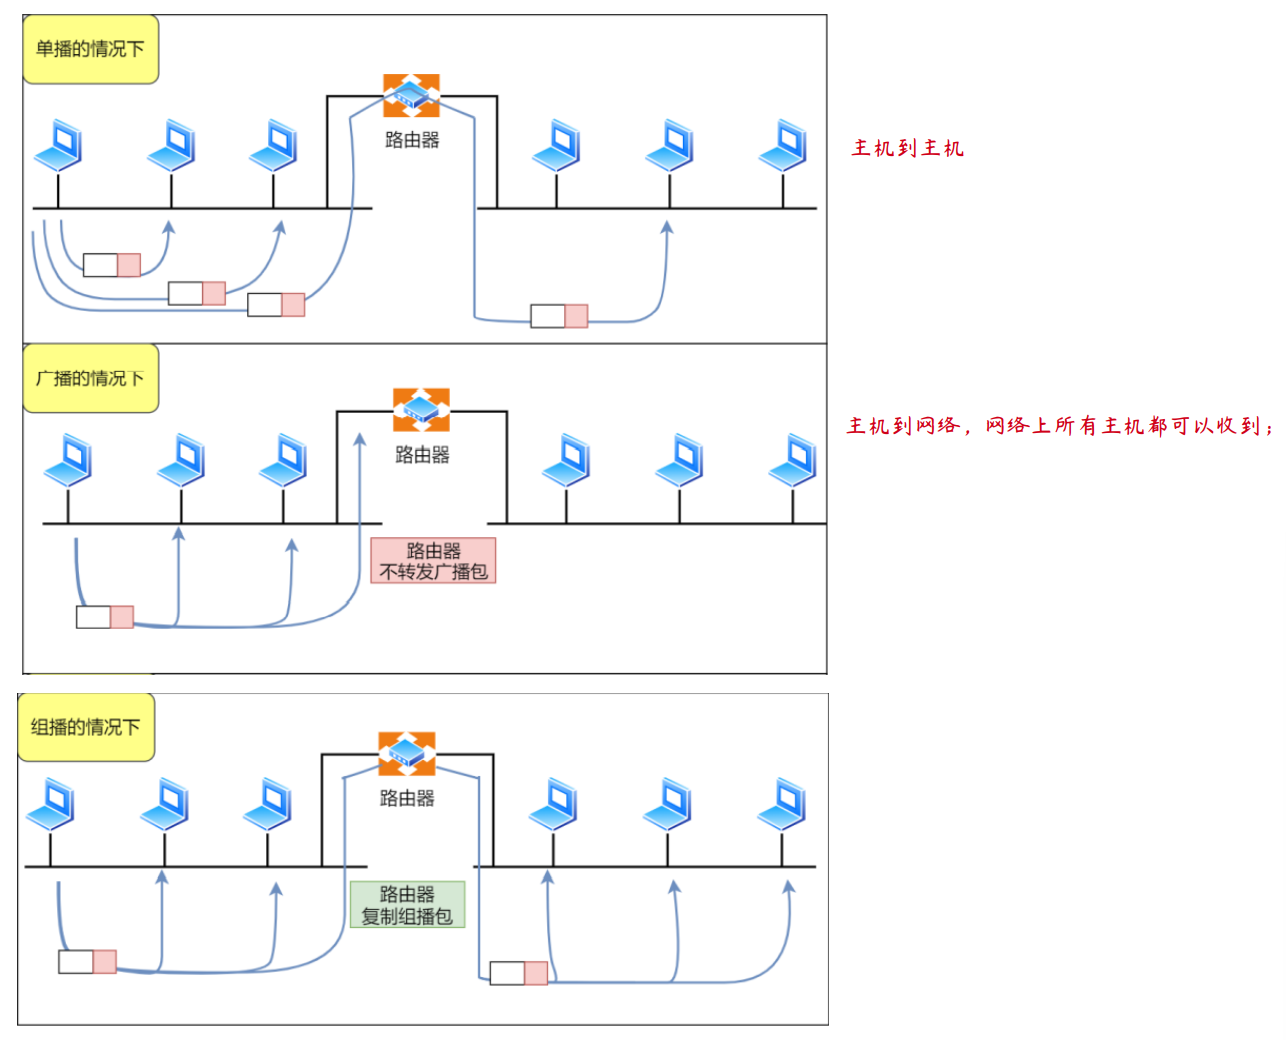 单播的情况下
路由器
主机到主机
广播的情况下
路由器
主机到网络，网络上所有主机都可以收到；
路由器
不转发广播包
组播的情况下
路由器
路由器
复制组播包